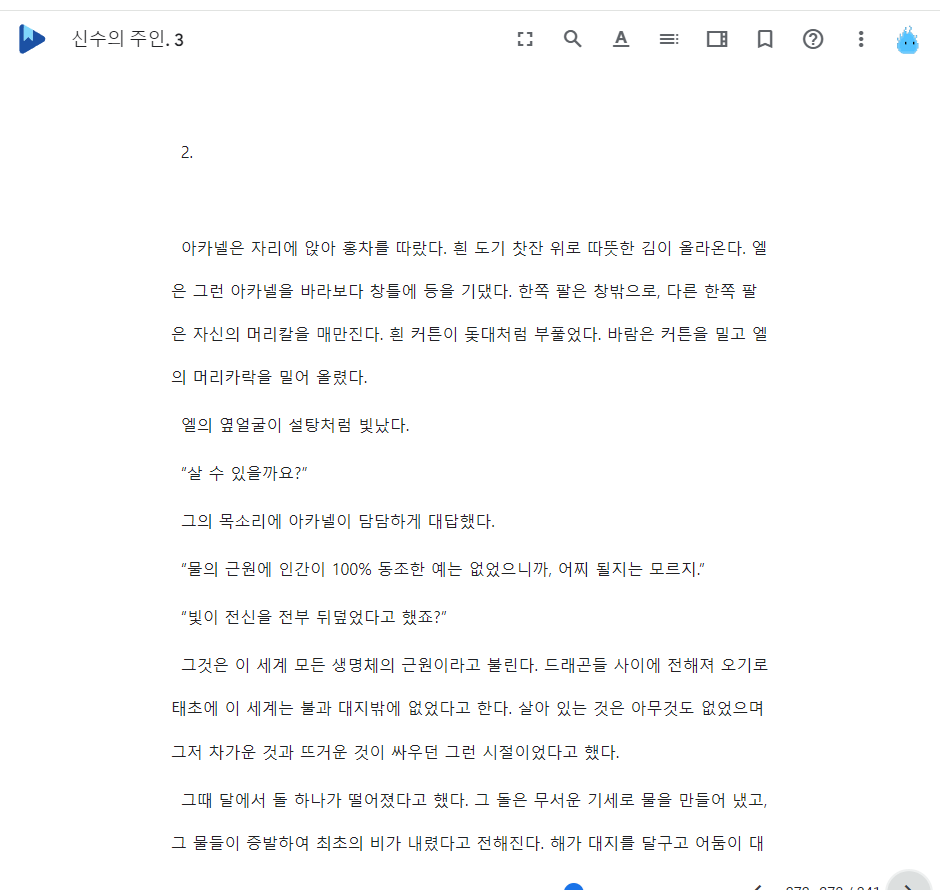 신수의 주인. 3
2.
아카넬은 자리에 앉아 홍차를 따랐다. 흰 도기 찻잔 위로 따뜻한 김이 올라온다. 엘
은 그런 아카넬을 바라보다 창틀에 등을 기댔다. 한쪽 팔은 창밖으로, 다른 한쪽 팔
은 자신의 머리칼을 매만진다. 흰 커튼이 돛대처럼 부풀었다. 바람은 커튼을 밀고 엘
의 머리카락을 밀어 올렸다.
엘의 옆얼굴이 설탕처럼 빛났다.
“살 수 있을까요?”
그의 목소리에 아카넬이 담담하게 대답했다.
“물의 근원에 인간이 100% 동조한 예는 없었으니까, 어찌 될지는 모르지.”
“빛이 전신을 전부 뒤덮었다고 했죠?”
그것은 이 세계 모든 생명체의 근원이라고 불린다. 드래곤들 사이에 전해져 오기로
태초에 이 세계는 불과 대지밖에 없었다고 한다. 살아 있는 것은 아무것도 없었으며
그저 차가운 것과 뜨거운 것이 싸우던 그런 시절이었다고 했다.
그때 달에서 돌 하나가 떨어졌다고 했다. 그 돌은 무서운 기세로 물을 만들어 냈고,
그 물들이 증발하여 최초의 비가 내렸다고 전해진다. 해가 대지를 달구고 어둠이 대